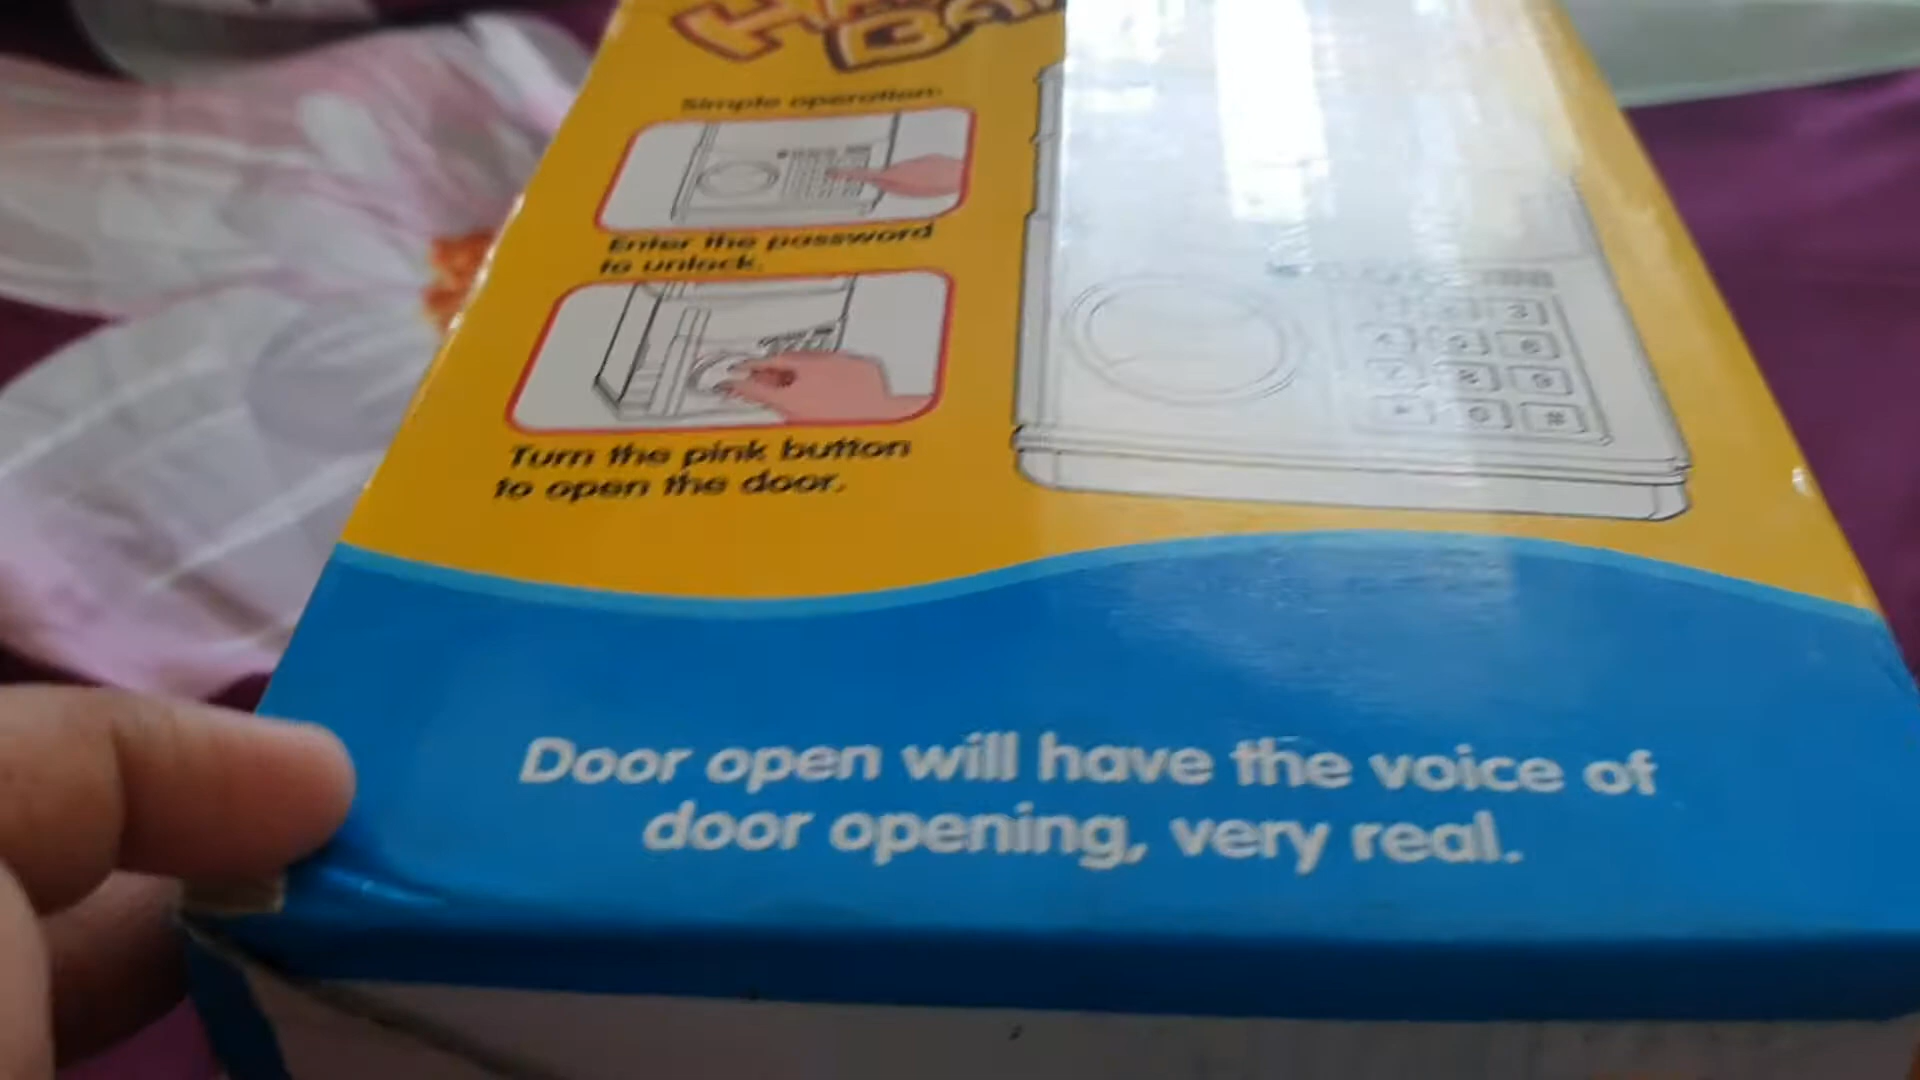 Simple operation:
Enter the password
to unlock.
Turn the pink button
to open the door.
Door open will have the voice of
door opening, very real.